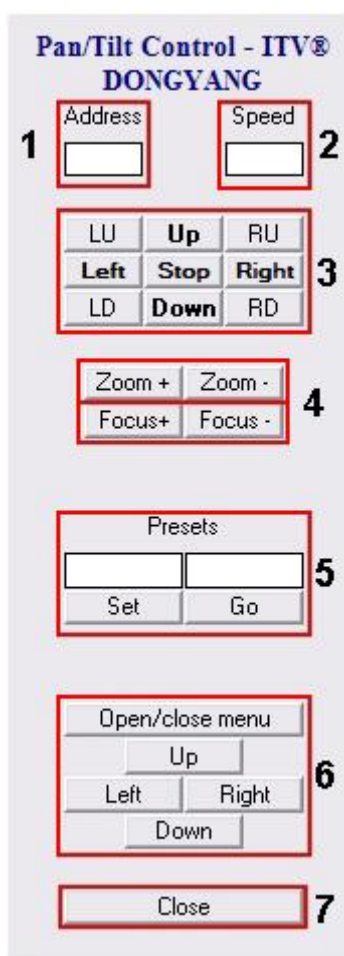 Pan/Tilt Control - ITV®
DONGYANG
Address Speed
1 2
LU Up RU
Left Stop Right 3
LD Down RD
Zoom + Zoom -
4
Focus+ Focus -
Presets
5
Set Go
Open/close menu
Up
6
Left Right
Down
Close 7